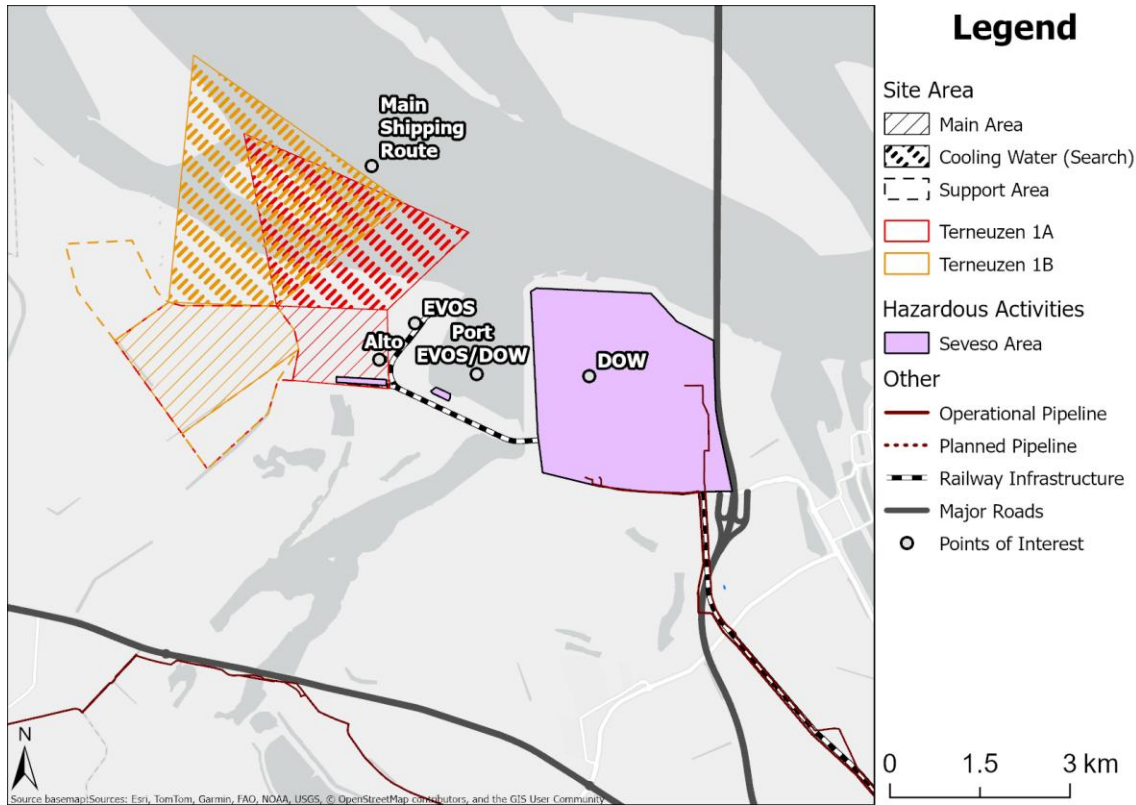 Main
Shipping
Route
EVOS
Port
EVOS/DOW
Alto
DOW
N
Source basemap:Sources: Esri, TomTom, Garmin, FAO, NOAA, USGS, © OpenStreetMap contributors, and the GIS User Community
Legend
Site Area
Main Area
Cooling Water (Search)
Support Area
Terneuzen 1A
Terneuzen 1B
Hazardous Activities
Seveso Area
Other
Operational Pipeline
Planned Pipeline
Railway Infrastructure
Major Roads
Points of Interest
0 1.5 3 km